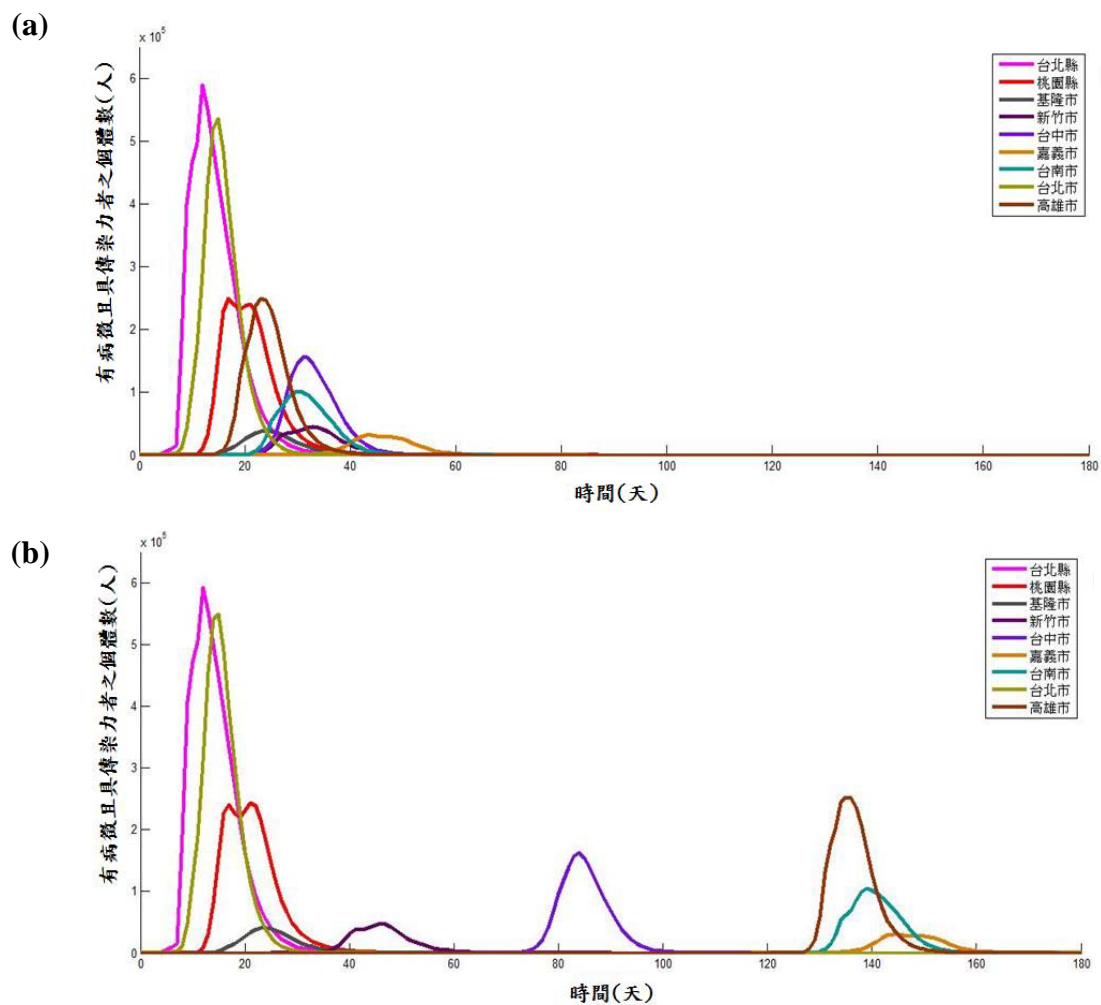 (a)
x 10^5
有病徵且具傳染力者之個體數(人)
6
5
4
3
2
1
0
0 20 40 60 80 100 120 140 160 180
時間(天)
台北縣
桃園縣
基隆市
新竹市
台中市
嘉義市
台南市
台北市
高雄市
(b)
x 10^5
有病徵且具傳染力者之個體數(人)
6
5
4
3
2
1
0
0 20 40 60 80 100 120 140 160 180
時間(天)
台北縣
桃園縣
基隆市
新竹市
台中市
嘉義市
台南市
台北市
高雄市